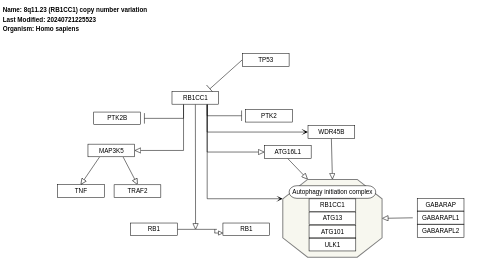 Name: 8q11.23 (RB1CC1) copy number variation
Last Modified: 20240721225523
Organism: Homo sapiens
TP53
RB1CC1
PTK2B
PTK2
WDR45B
MAP3K5
ATG16L1
TNF
TRAF2
Autophagy initiation complex
RB1CC1
ATG13
ATG101
ULK1
GABARAP
GABARAPL1
GABARAPL2
RB1
RB1